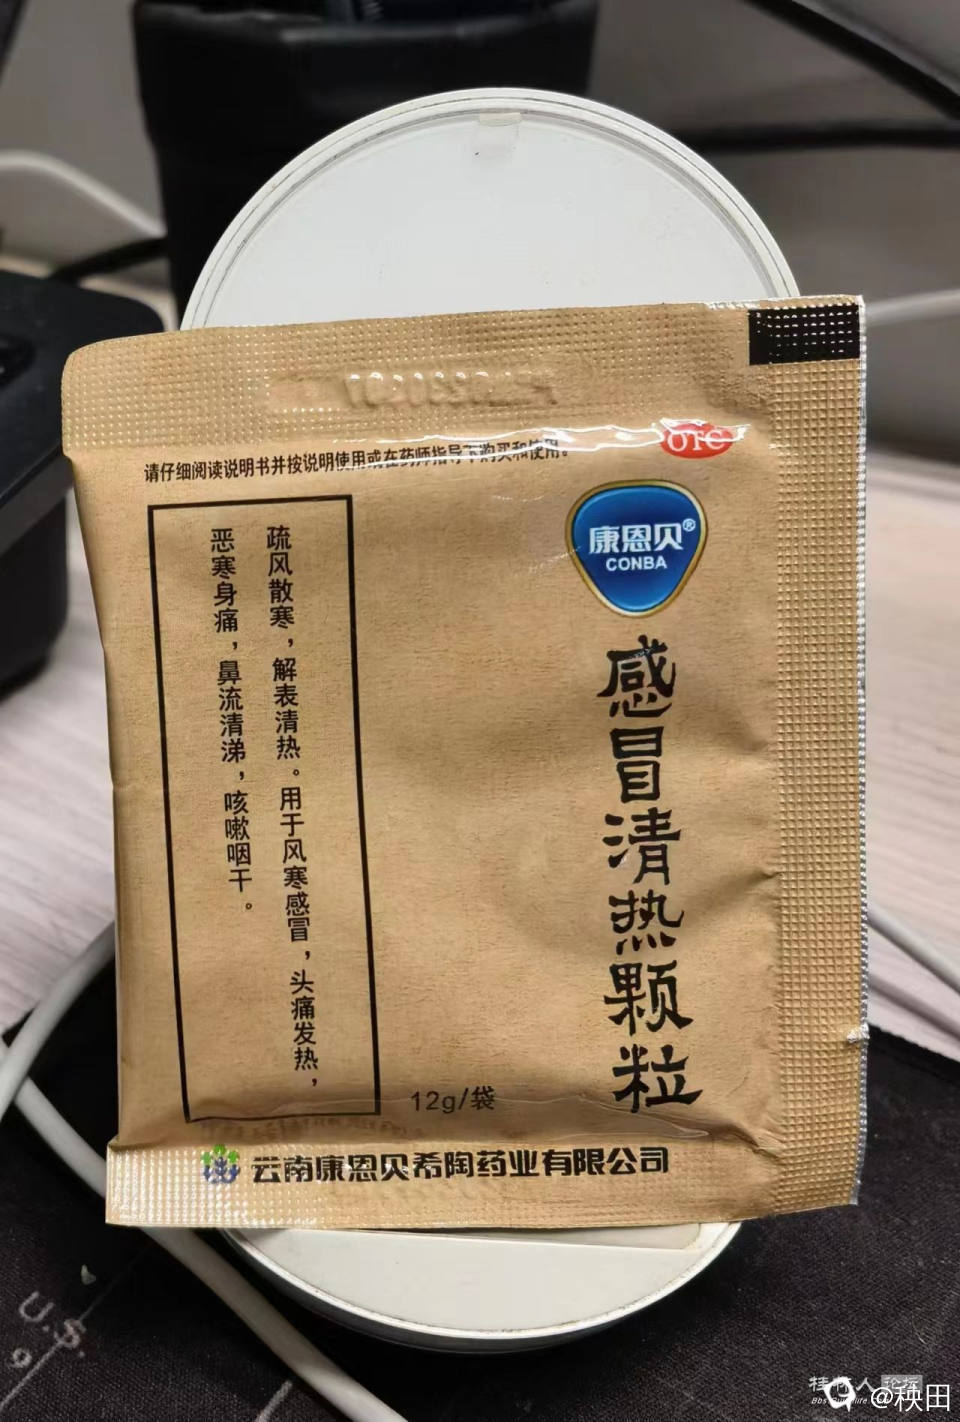 OTC
请仔细阅读说明书并按说明使用或在药师指导下购买和使用。
康恩贝®
CONBA
感冒清热颗粒
疏风散寒，解表清热。用于风寒感冒，头痛发热，
恶寒身痛，鼻流清涕，咳嗽咽干。
12g/袋
云南康恩贝希陶药业有限公司
U.S.
@秧田